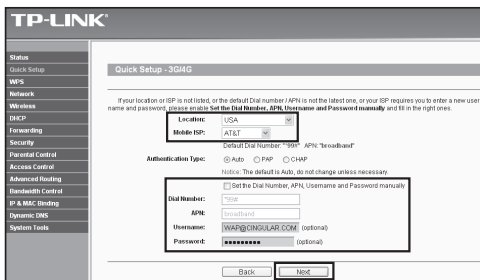 TP-LINK®
Status
Quick Setup
WPS
Network
Wireless
DHCP
Forwarding
Security
Parental Control
Access Control
Advanced Routing
Bandwidth Control
IP & MAC Binding
Dynamic DNS
System Tools
Quick Setup - 3G/4G
If your location or ISP is not listed, or the default Dial number / APN is not the latest one, or your ISP requires you to enter a new user
name and password, please enable Set the Dial Number, APN, Username and Password manually and fill in the right ones.
Location: USA
Mobile ISP: AT&T
Default Dial Number: "*99#" APN: "broadband"
Authentication Type: Auto PAP CHAP
Notice: The default is Auto, do not change unless necessary.
Set the Dial Number, APN, Username and Password manually
Dial Number: *99#
APN: broadband
Username: WAP@CINGULAR.COM (optional)
Password: ●●●●●●●●● (optional)
Back Next